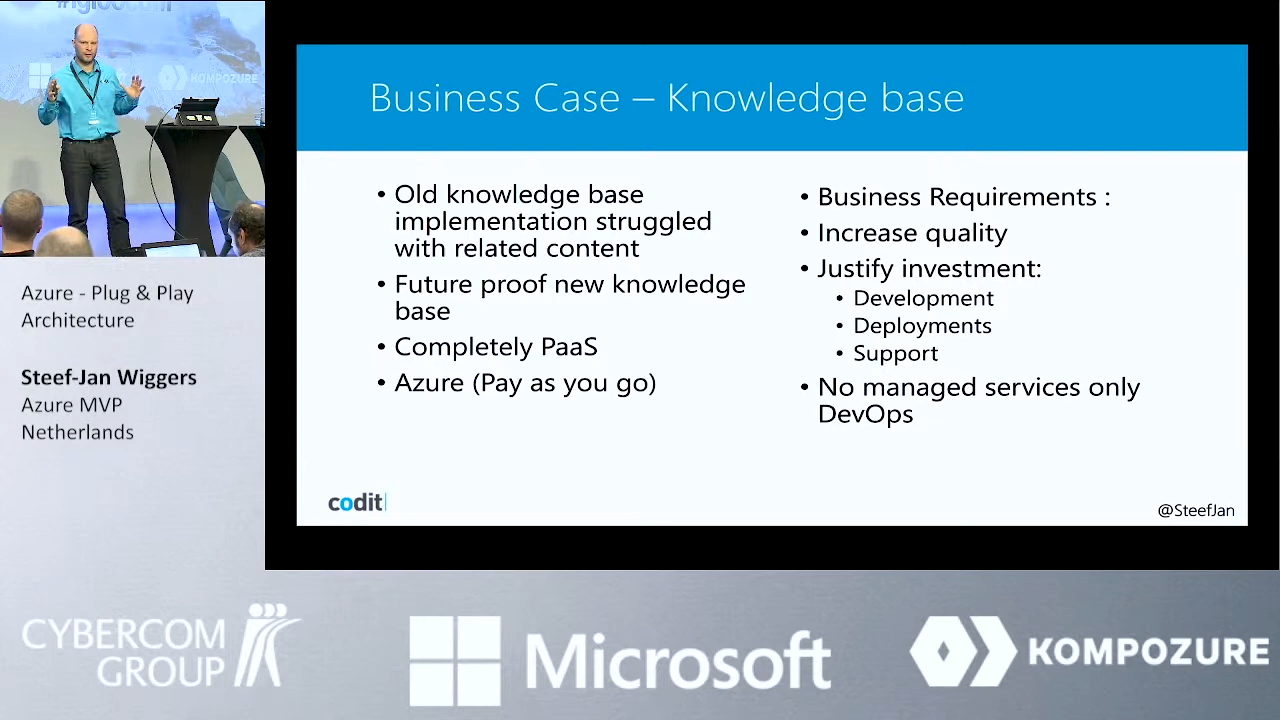 KOMPOZURE
Azure - Plug & Play
Architecture
Steef-Jan Wiggers
Azure MVP
Netherlands
Business Case – Knowledge base
• Old knowledge base
implementation struggled
with related content
• Future proof new knowledge
base
• Completely PaaS
• Azure (Pay as you go)
• Business Requirements :
• Increase quality
• Justify investment:
• Development
• Deployments
• Support
• No managed services only
DevOps
codit
@SteefJan
CYBERCOM
GROUP
Microsoft
KOMPOZURE